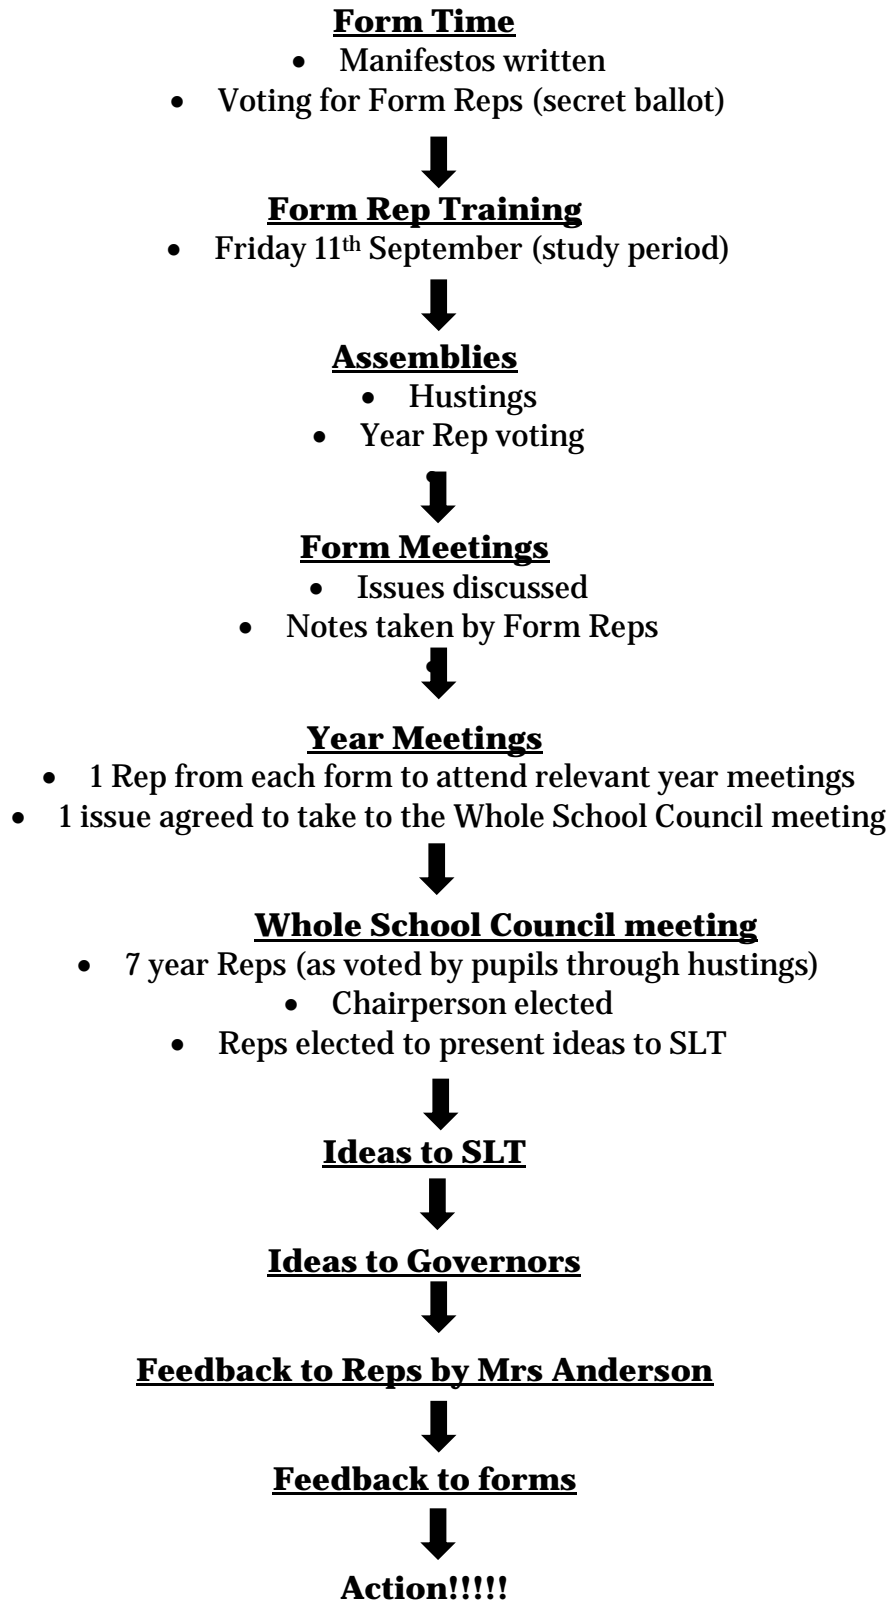 Form Time
• Manifestos written
• Voting for Form Reps (secret ballot)
Form Rep Training
• Friday 11th September (study period)
Assemblies
• Hustings
• Year Rep voting
•
Form Meetings
• Issues discussed
• Notes taken by Form Reps
•
Year Meetings
• 1 Rep from each form to attend relevant year meetings
• 1 issue agreed to take to the Whole School Council meeting
Whole School Council meeting
• 7 year Reps (as voted by pupils through hustings)
• Chairperson elected
• Reps elected to present ideas to SLT
Ideas to SLT
Ideas to Governors
Feedback to Reps by Mrs Anderson
Feedback to forms
Action!!!!!